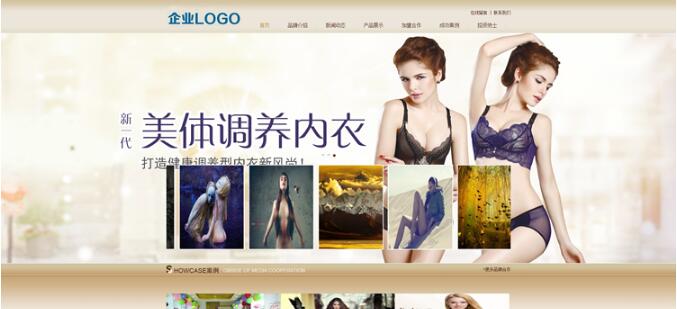 企业LOGO
在线留言 | 联系我们
首页 品牌介绍 新闻动态 产品展示 加盟合作 成功案例 招贤纳士
新一代
美体调养内衣
打造健康调养型内衣新风尚！
SHOWCASE案例